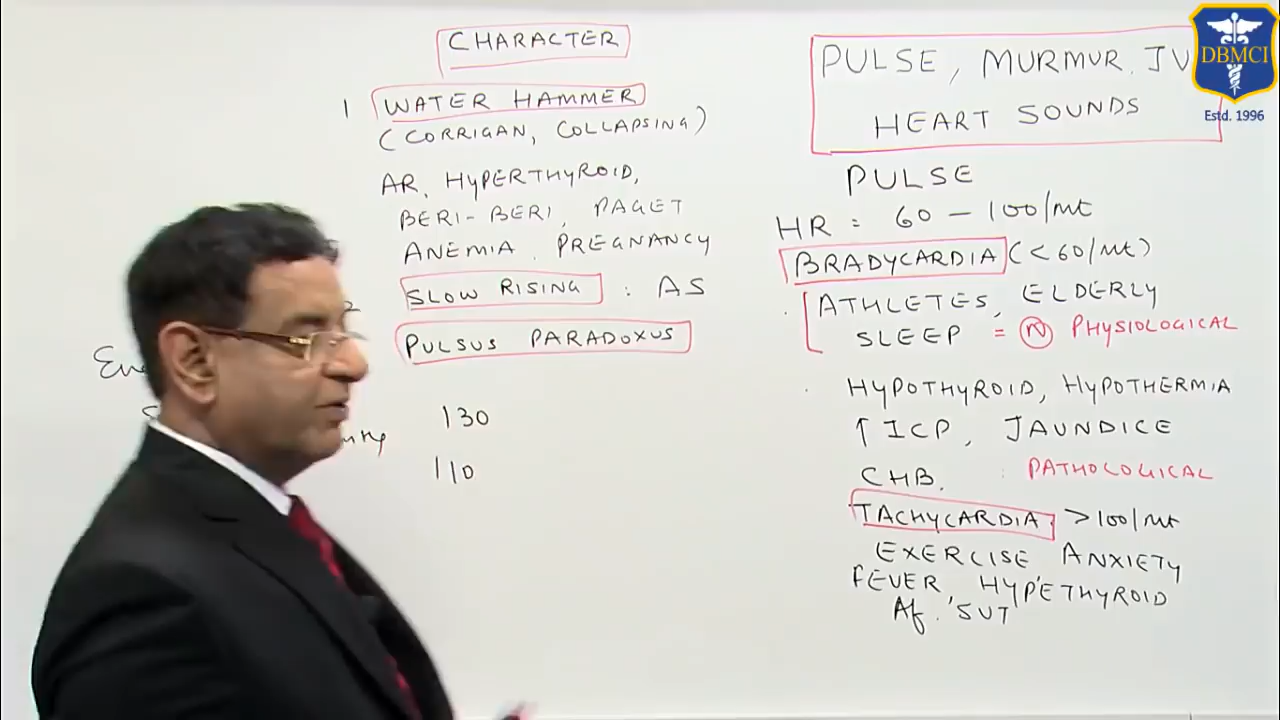 CHARACTER
1 WATER HAMMER
(CORRIGAN, COLLAPSING)
AR, HYPERTHYROID,
BERI-BERI, PAGET
ANEMIA, PREGNANCY
2 SLOW RISING : AS
PULSUS PARADOXUS
130
110
PULSE, MURMUR, JV
HEART SOUNDS
PULSE
HR = 60 - 100/mt
BRADYCARDIA (<60/mt)
ATHLETES, ELDERLY
SLEEP = N PHYSIOLOGICAL
HYPOTHYROID, HYPOTHERMIA
↑ ICP, JAUNDICE
CHB. : PATHOLOGICAL
TACHYCARDIA >100/mt
EXERCISE ANXIETY
FEVER, HYPETHYROID
Af. SVT
DBMCI
Estd. 1996